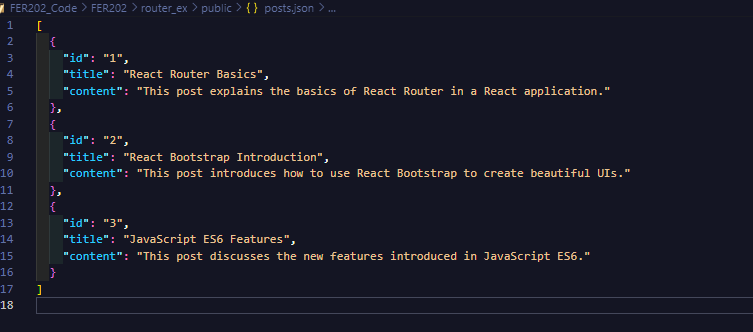 FER202_Code > FER202 > router_ex > public > {} posts.json > ...
1 [
2 {
3 "id": "1",
4 "title": "React Router Basics",
5 "content": "This post explains the basics of React Router in a React application."
6 },
7 {
8 "id": "2",
9 "title": "React Bootstrap Introduction",
10 "content": "This post introduces how to use React Bootstrap to create beautiful UIs."
11 },
12 {
13 "id": "3",
14 "title": "JavaScript ES6 Features",
15 "content": "This post discusses the new features introduced in JavaScript ES6."
16 }
17 ]
18